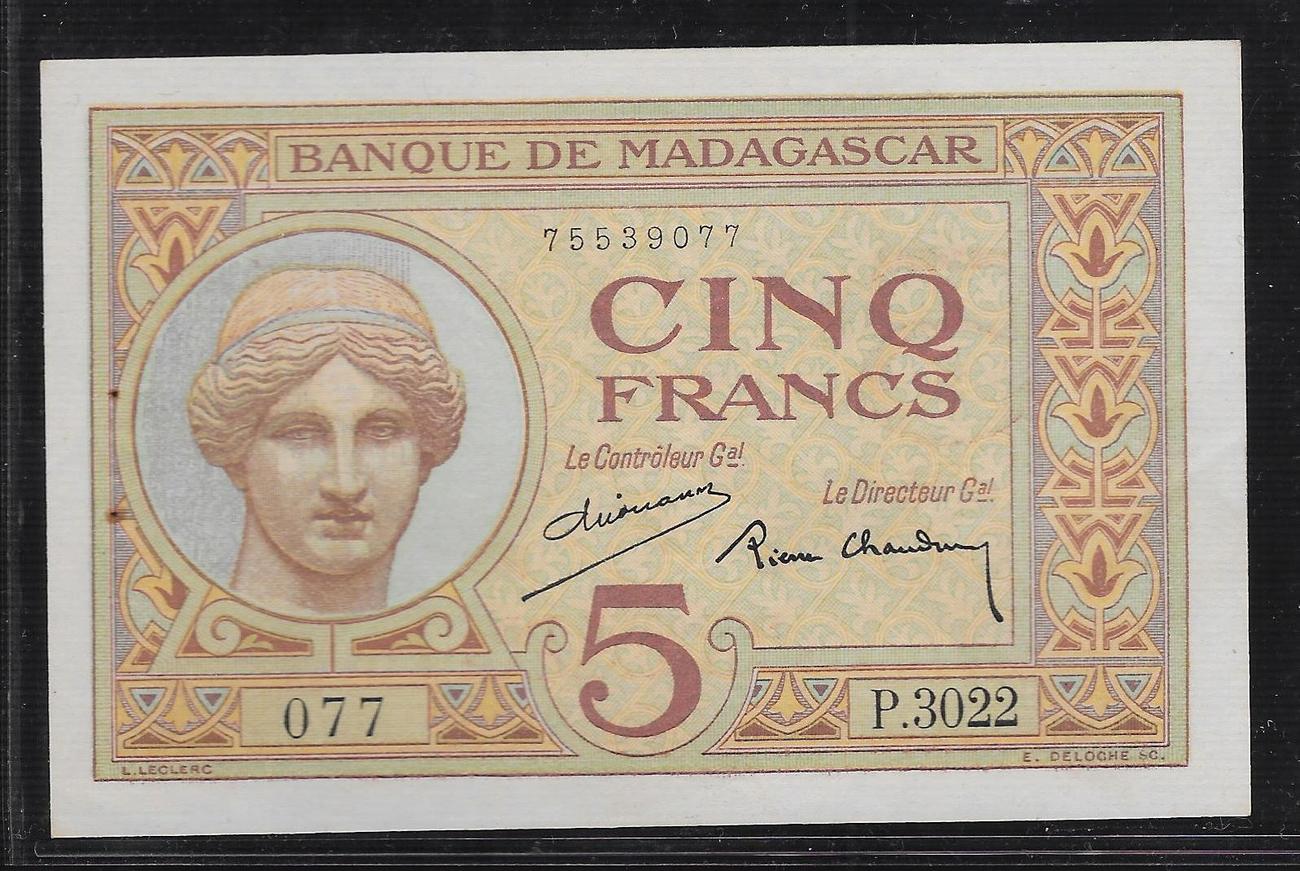 BANQUE DE MADAGASCAR
75539077
CINQ
FRANCS
Le Contrôleur Gal.
Le Directeur Gal.
Pierre
5
077
P.3022
L.LECLERC
E. DELOCHE SC.